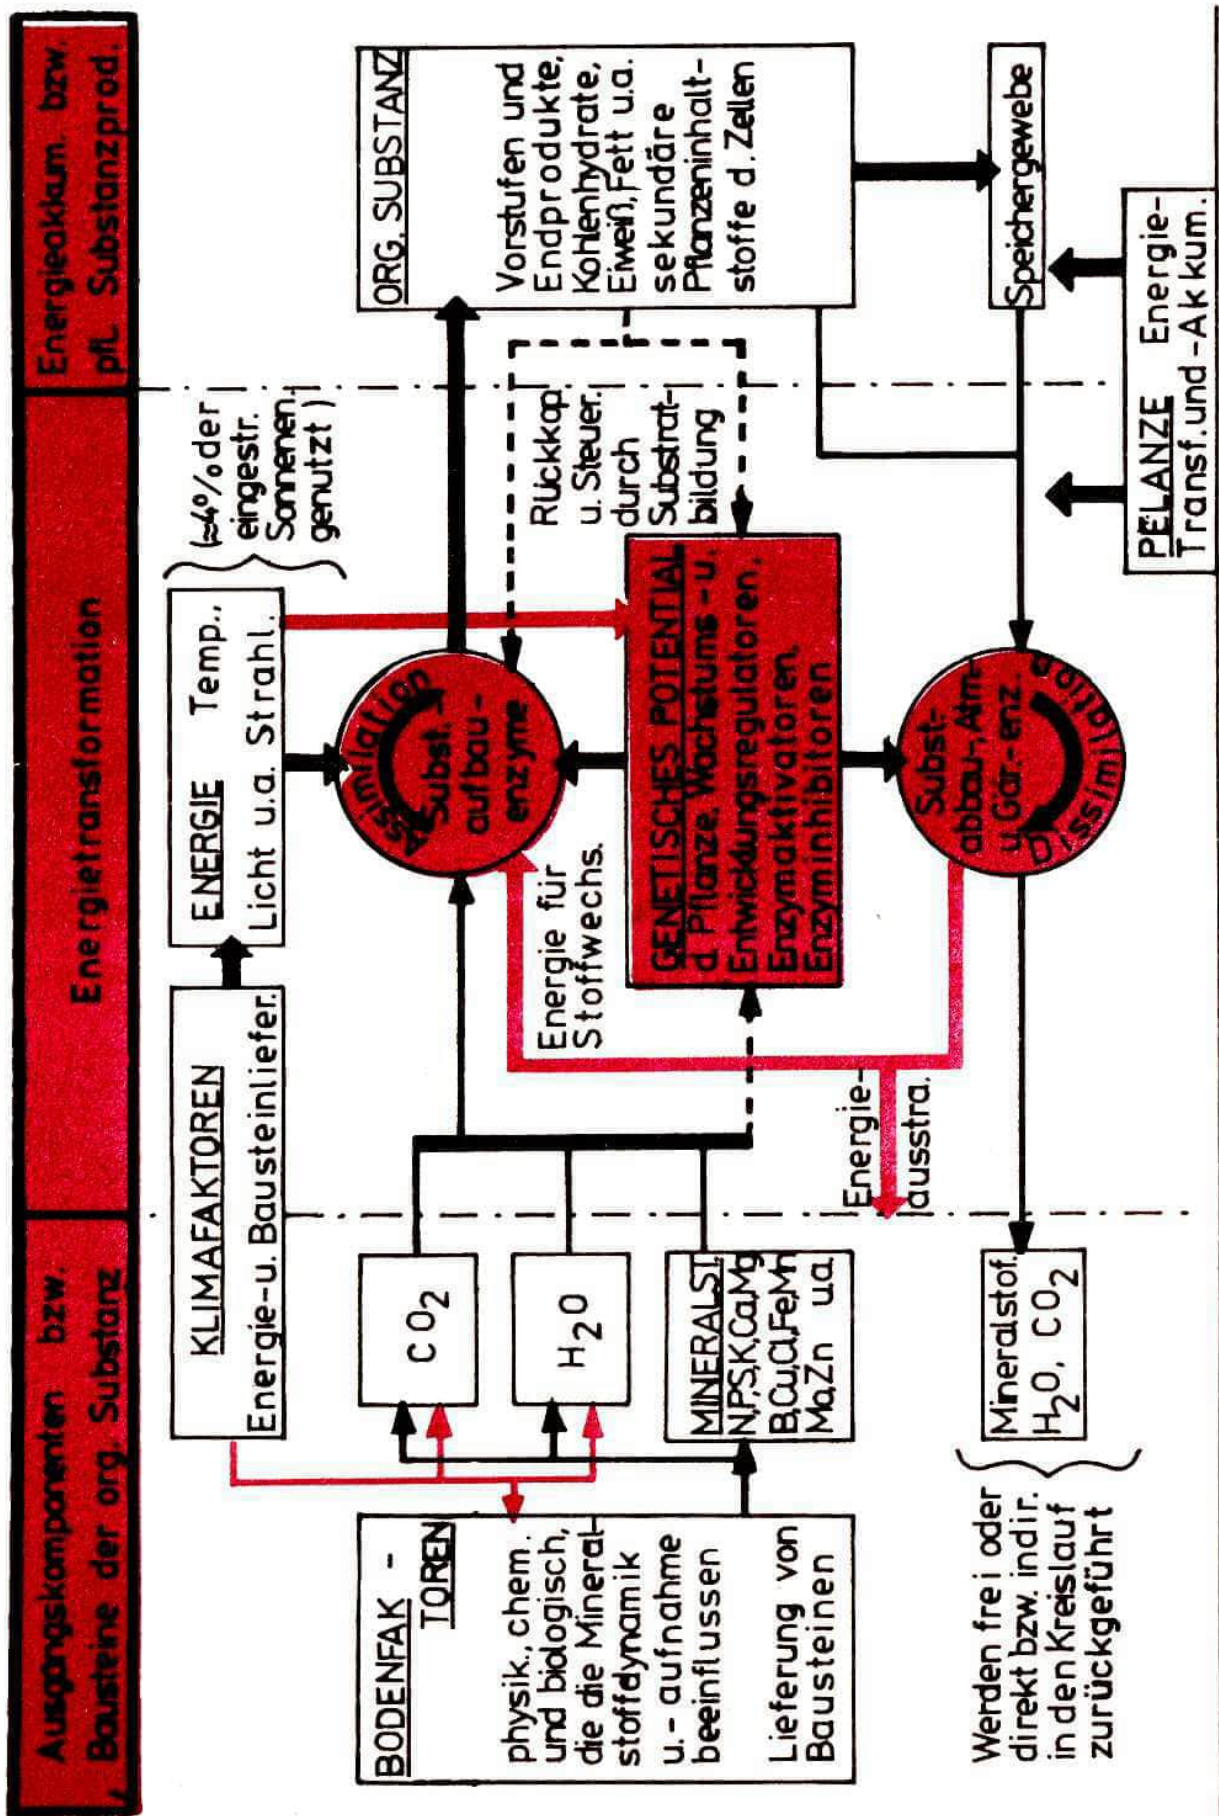 Ausgangskomponenten bzw.
Bausteine der org. Substanz
Energietransformation
Energieakkum. bzw.
pfl. Substanzprod.
KLIMAFAKTOREN
Energie-u. Bausteinliefer.
ENERGIE Temp.,
Licht u.a. Strahl.
(≈4% der
eingestr.
Sonnenen.
genutzt)
BODENFAK-
TOREN
physik., chem.
und biologisch,
die die Mineral-
stoffdynamik
u.-aufnahme
beeinflussen
Lieferung von
Bausteinen
CO2
H2O
MINERALST.
N,P,S,K,Ca,Mg
B,Cu,Cl,Fe,Mn
Mo,Zn u.a.
Assimilation
Subst.-
aufbau-
enzyme
Energie für
Stoffwechs.
GENETISCHES POTENTIAL
d. Pflanze, Wachstums-u.
Entwicklungsregulatoren,
Enzymaktivatoren,
Enzyminhibitoren
Rückkop
u. Steuer.
durch
Substrat-
bildung
ORG. SUBSTANZ
Vorstufen und
Endprodukte,
Kohlenhydrate,
Eiweiß, Fett u.a.
sekundäre
Pflanzeninhalt-
stoffe d. Zellen
Energie-
ausstra.
Subst-
abbau-, Atm-
u. Gär.-enz.
Dissimilation
Speichergewebe
Mineralstof.
H2O, CO2
Werden frei oder
direkt bzw. indir.
in den Kreislauf
zurückgeführt
PELANZE Energie-
Transf. und -Akkum.